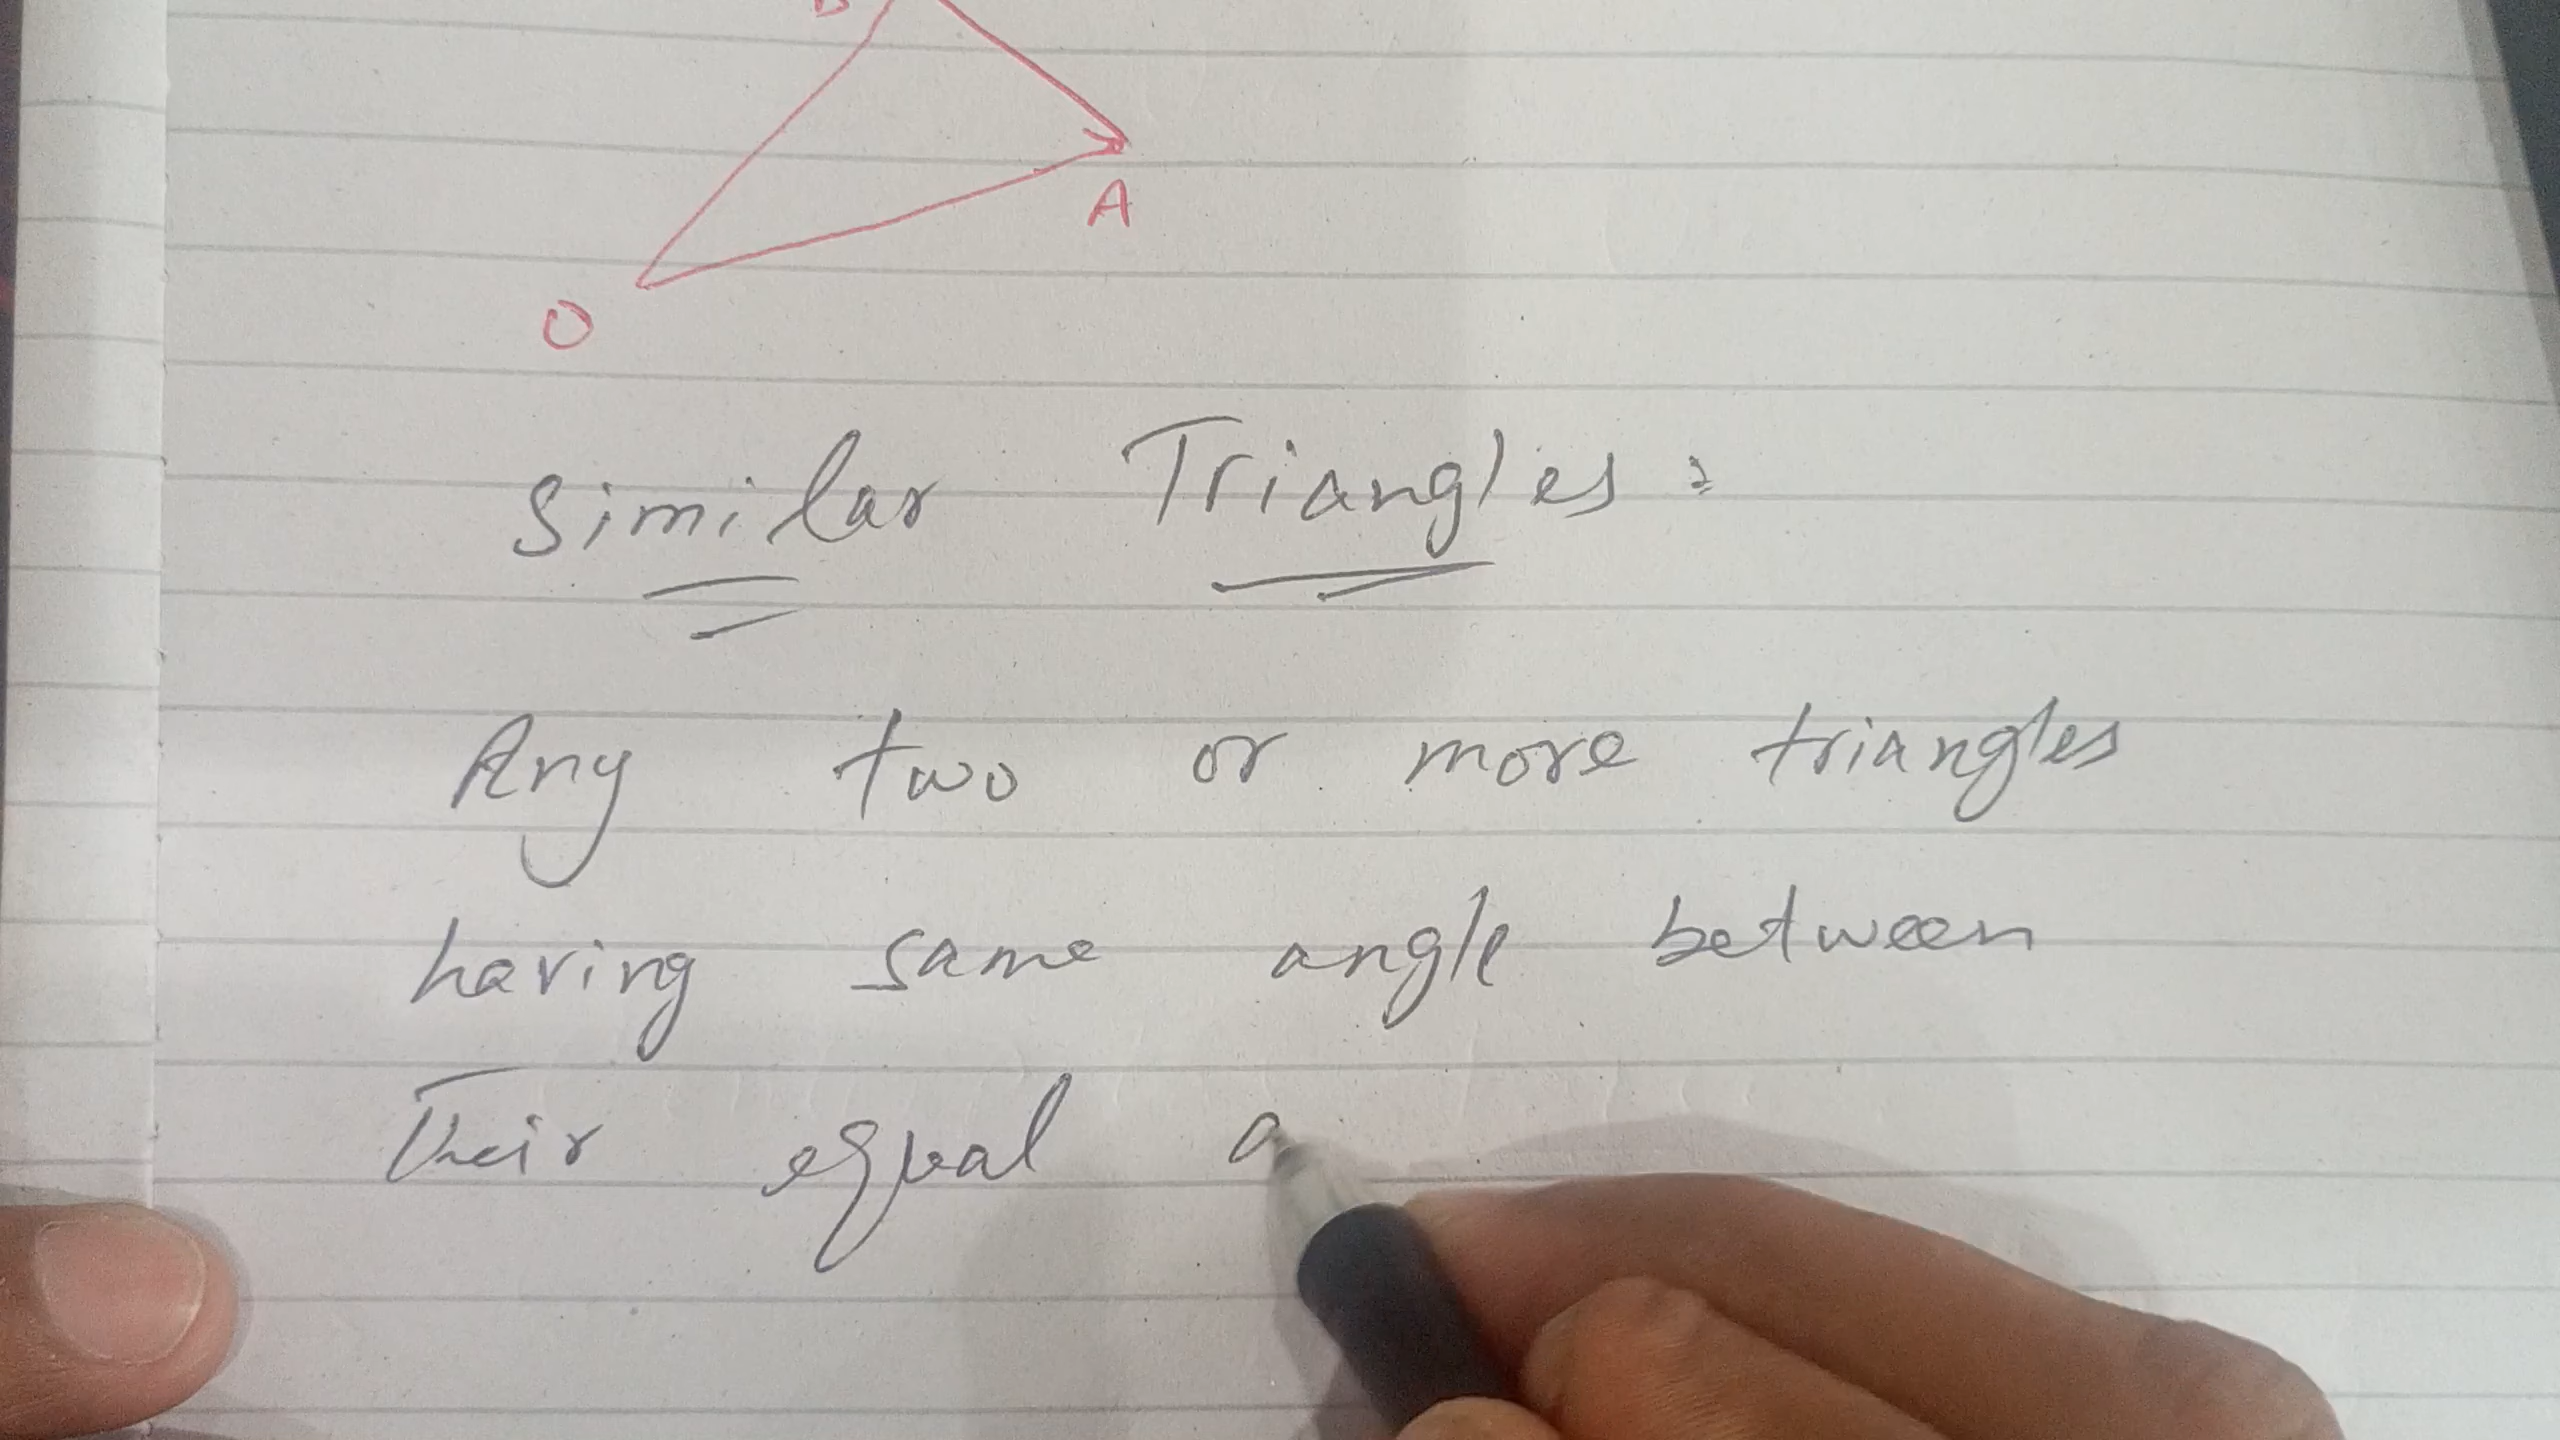 B
A
O
Similar Triangles:
Any two or more triangles
having same angle between
Their equal a